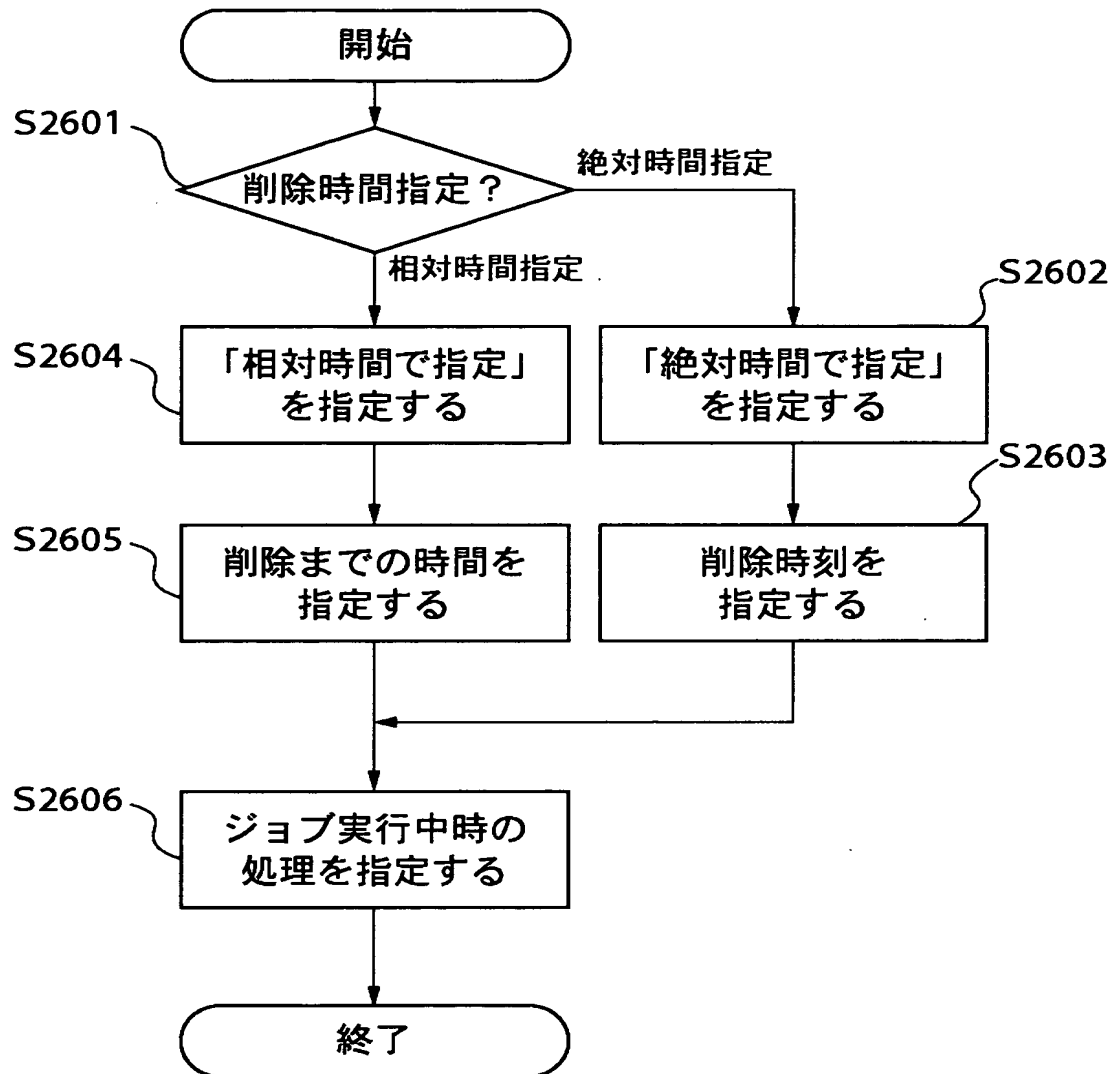 開始
S2601
削除時間指定？
絶対時間指定
相対時間指定
S2602
S2604
「相対時間で指定」
を指定する
「絶対時間で指定」
を指定する
S2603
S2605
削除までの時間を
指定する
削除時刻を
指定する
S2606
ジョブ実行中時の
処理を指定する
終了